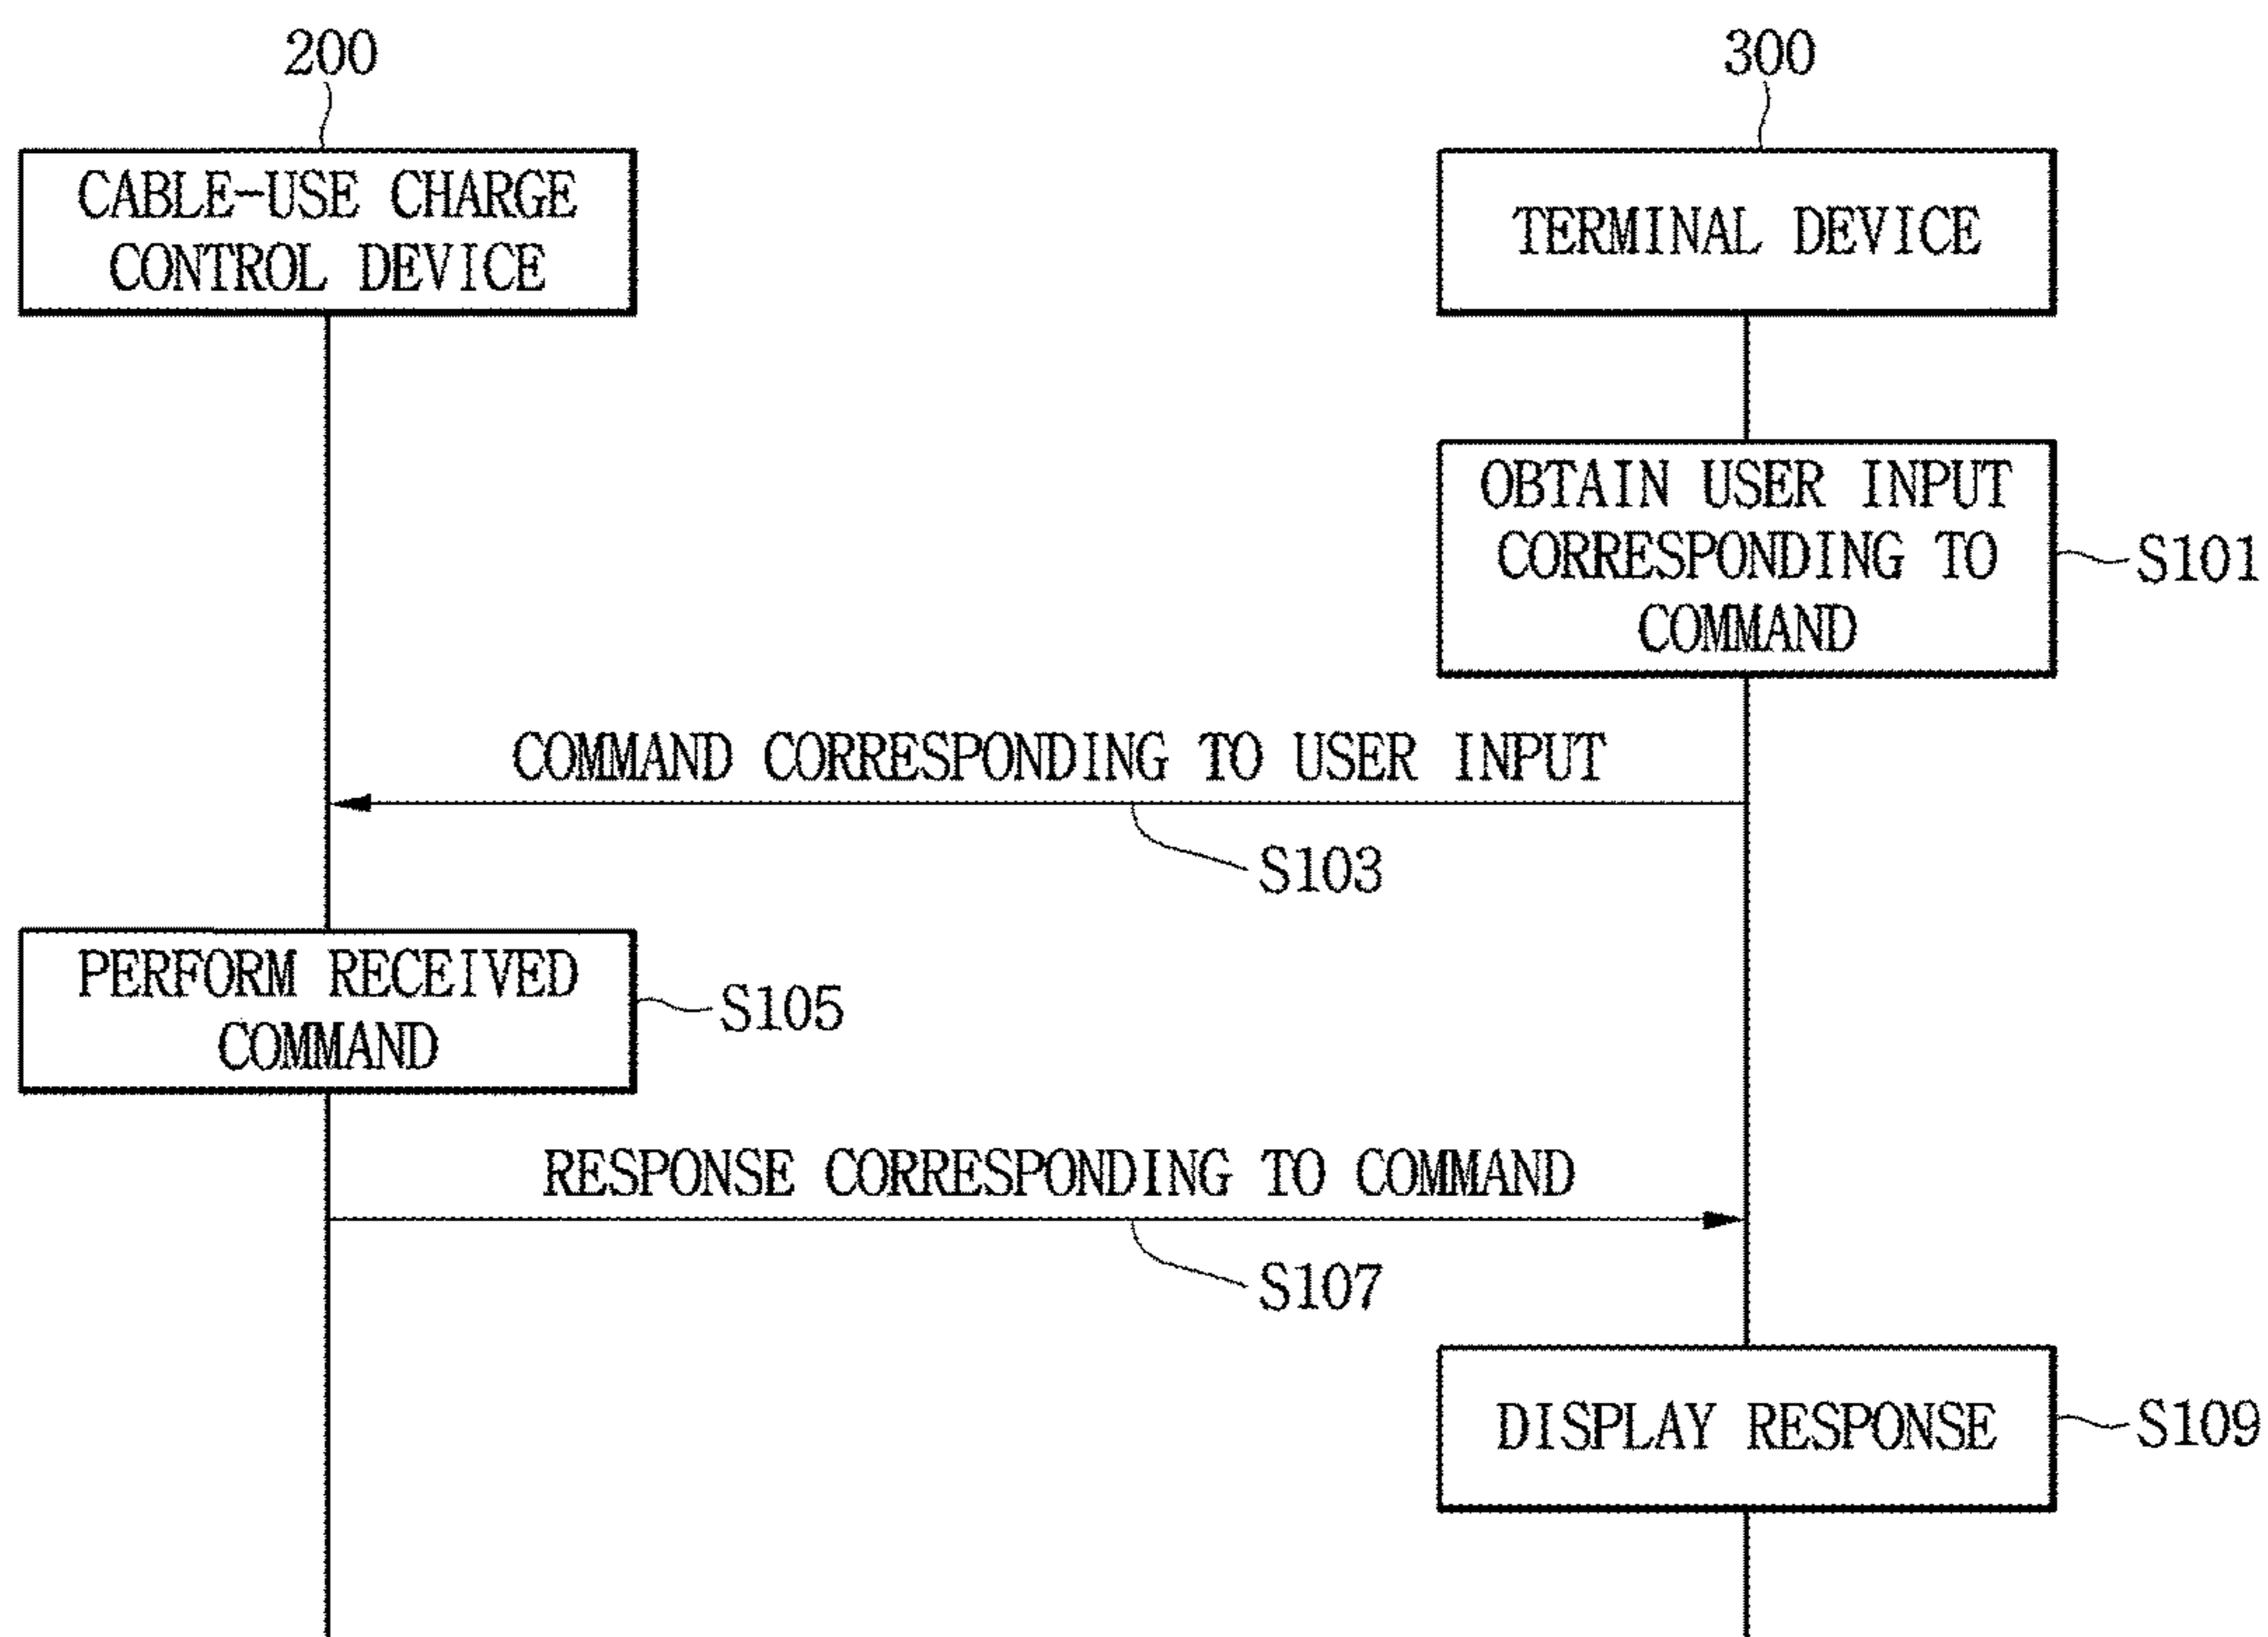 200
300
CABLE-USE CHARGE
CONTROL DEVICE
TERMINAL DEVICE
OBTAIN USER INPUT
CORRESPONDING TO
COMMAND
S101
COMMAND CORRESPONDING TO USER INPUT
S103
PERFORM RECEIVED
COMMAND
S105
RESPONSE CORRESPONDING TO COMMAND
S107
DISPLAY RESPONSE
S109